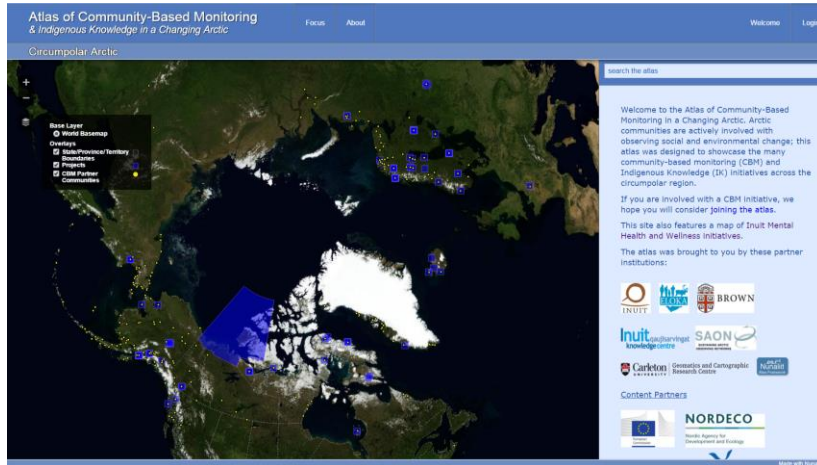 Atlas of Community-Based Monitoring
& Indigenous Knowledge in a Changing Arctic
Focus
About
Welcome
Login
Circumpolar Arctic
search the atlas
+
−
Base Layer
World Basemap
Overlays
State/Province/Territory
Boundaries
Projects
CBM Partner
Communities
Welcome to the Atlas of Community-Based
Monitoring in a Changing Arctic. Arctic
communities are actively involved with
observing social and environmental change; this
atlas was designed to showcase the many
community-based monitoring (CBM) and
Indigenous Knowledge (IK) initiatives across the
circumpolar region.
If you are involved with a CBM initiative, we
hope you will consider joining the atlas.
This site also features a map of Inuit Mental
Health and Wellness Initiatives.
The atlas was brought to you by these partner
institutions:
INUIT
ELOKA
BROWN
Inuit qaujisarvingat
knowledge centre
SAON
Carleton
UNIVERSITY
Geomatics and Cartographic
Research Centre
Nunaliit
Content Partners
NORDECO
Nordic Agency for
Development and Ecology
Made with